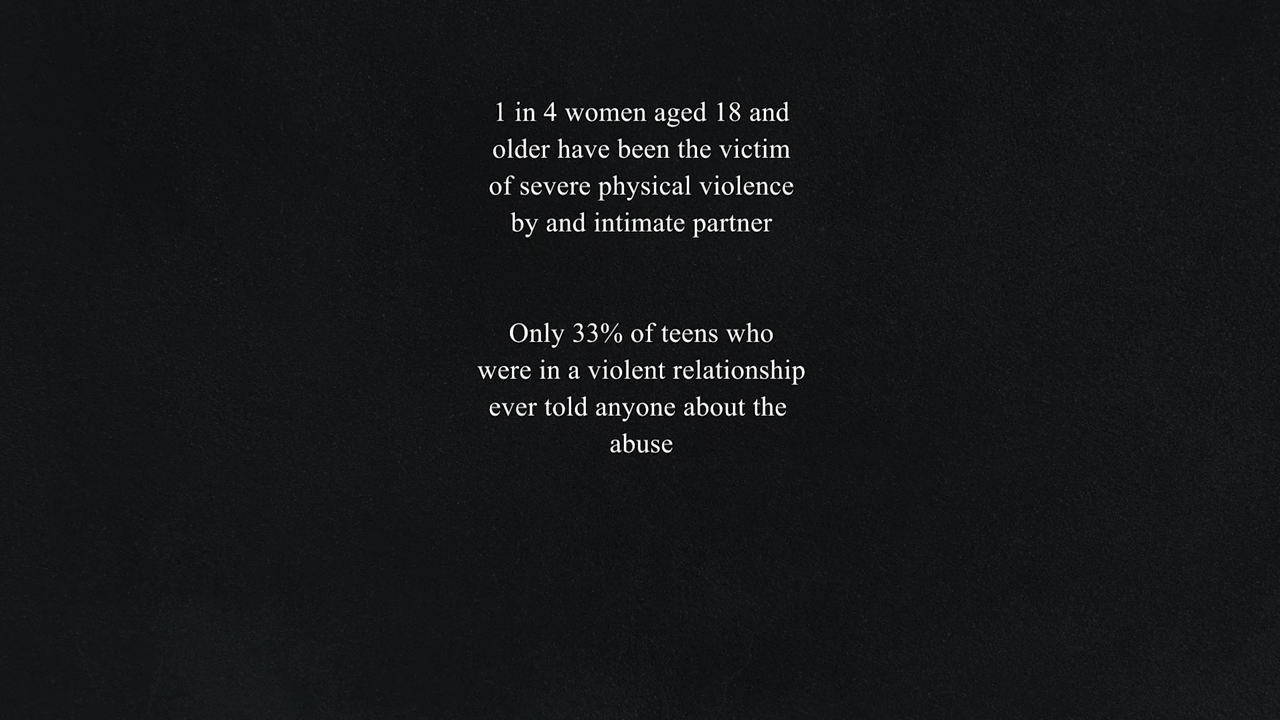 1 in 4 women aged 18 and
older have been the victim
of severe physical violence
by and intimate partner
Only 33% of teens who
were in a violent relationship
ever told anyone about the
abuse